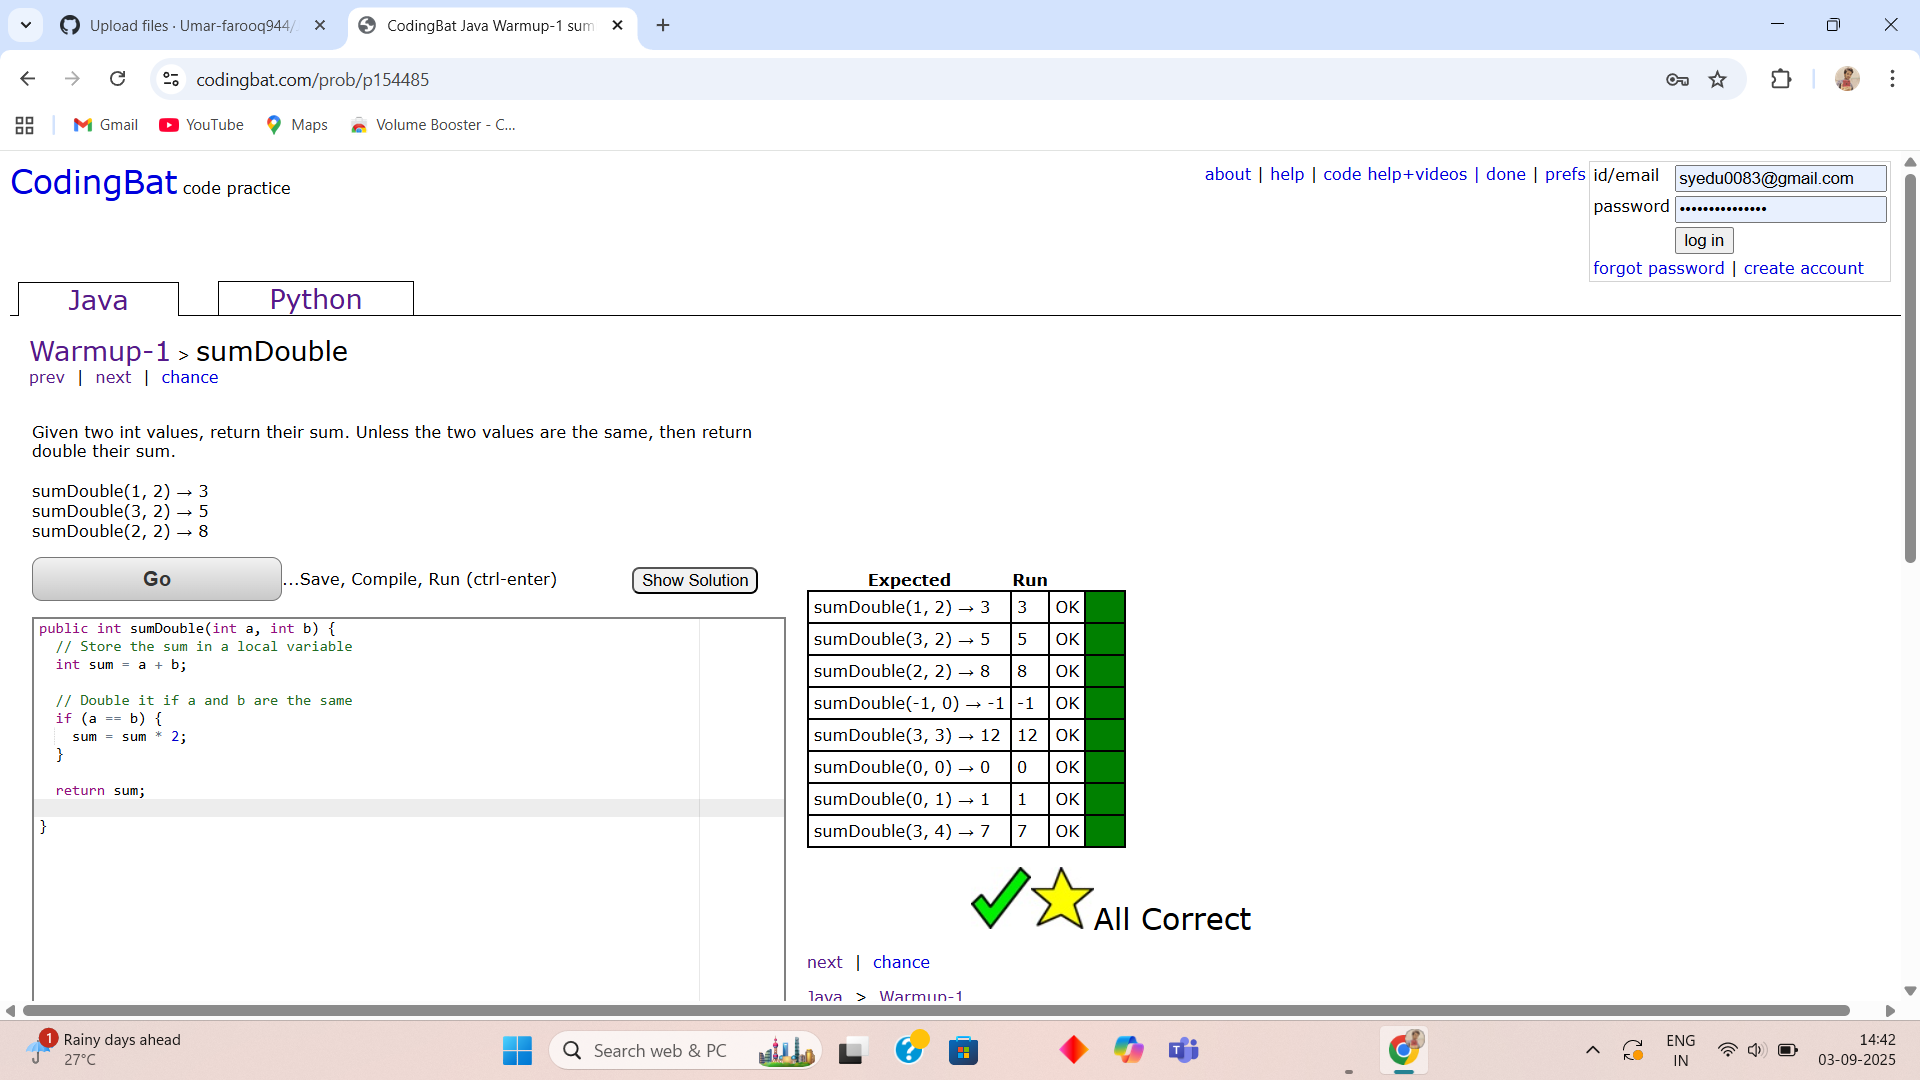 Upload files · Umar-farooq944/
CodingBat Java Warmup-1 sum
codingbat.com/prob/p154485
Gmail
YouTube
Maps
Volume Booster - C...
CodingBat code practice
about | help | code help+videos | done | prefs
id/email syedu0083@gmail.com
password •••••••••••••••
log in
forgot password | create account
Java
Python
Warmup-1 > sumDouble
prev | next | chance
Given two int values, return their sum. Unless the two values are the same, then return
double their sum.
sumDouble(1, 2) → 3
sumDouble(3, 2) → 5
sumDouble(2, 2) → 8
Go
...Save, Compile, Run (ctrl-enter)
Show Solution
public int sumDouble(int a, int b) {
// Store the sum in a local variable
int sum = a + b;
// Double it if a and b are the same
if (a == b) {
sum = sum * 2;
}
return sum;
}
Expected Run
sumDouble(1, 2) → 3 3 OK
sumDouble(3, 2) → 5 5 OK
sumDouble(2, 2) → 8 8 OK
sumDouble(-1, 0) → -1 -1 OK
sumDouble(3, 3) → 12 12 OK
sumDouble(0, 0) → 0 0 OK
sumDouble(0, 1) → 1 1 OK
sumDouble(3, 4) → 7 7 OK
All Correct
next | chance
Java > Warmup-1
1
Rainy days ahead
27°C
Search web & PC
ENG
IN
14:42
03-09-2025